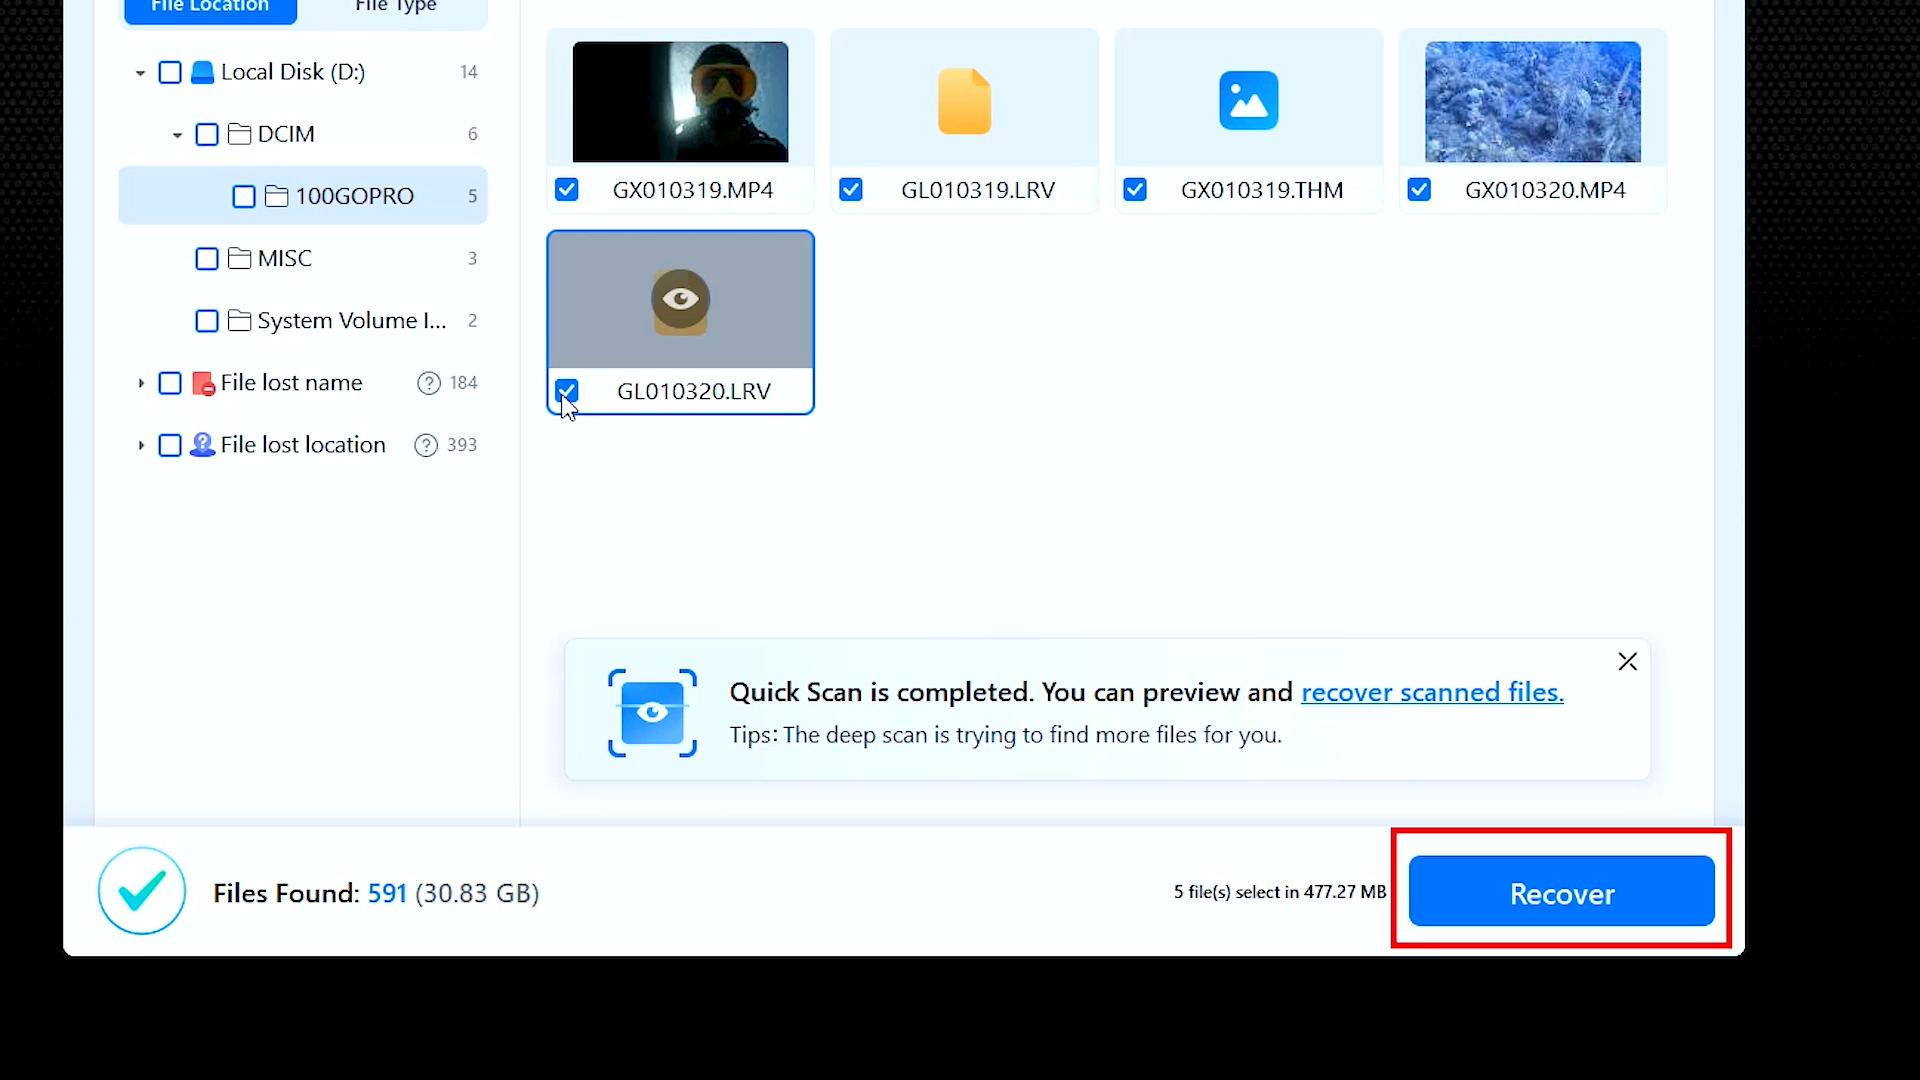 File Location
File Type
Local Disk (D:) 14
DCIM 6
100GOPRO 5
MISC 3
System Volume I... 2
File lost name ? 184
File lost location ? 393
GX010319.MP4
GL010319.LRV
GX010319.THM
GX010320.MP4
GL010320.LRV
Quick Scan is completed. You can preview and recover scanned files.
Tips: The deep scan is trying to find more files for you.
Files Found: 591 (30.83 GB)
5 file(s) select in 477.27 MB
Recover